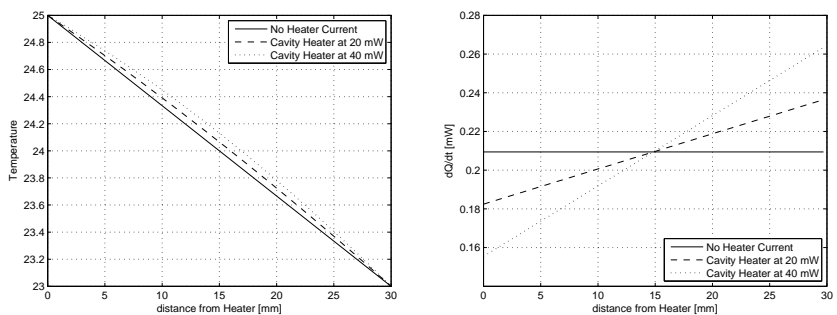 25
24.8
24.6
24.4
24.2
24
23.8
23.6
23.4
23.2
23
Temperature
0 5 10 15 20 25 30
distance from Heater [mm]
No Heater Current
Cavity Heater at 20 mW
Cavity Heater at 40 mW
0.28
0.26
0.24
0.22
0.2
0.18
0.16
dQ/dt [mW]
0 5 10 15 20 25 30
distance from Heater [mm]
No Heater Current
Cavity Heater at 20 mW
Cavity Heater at 40 mW